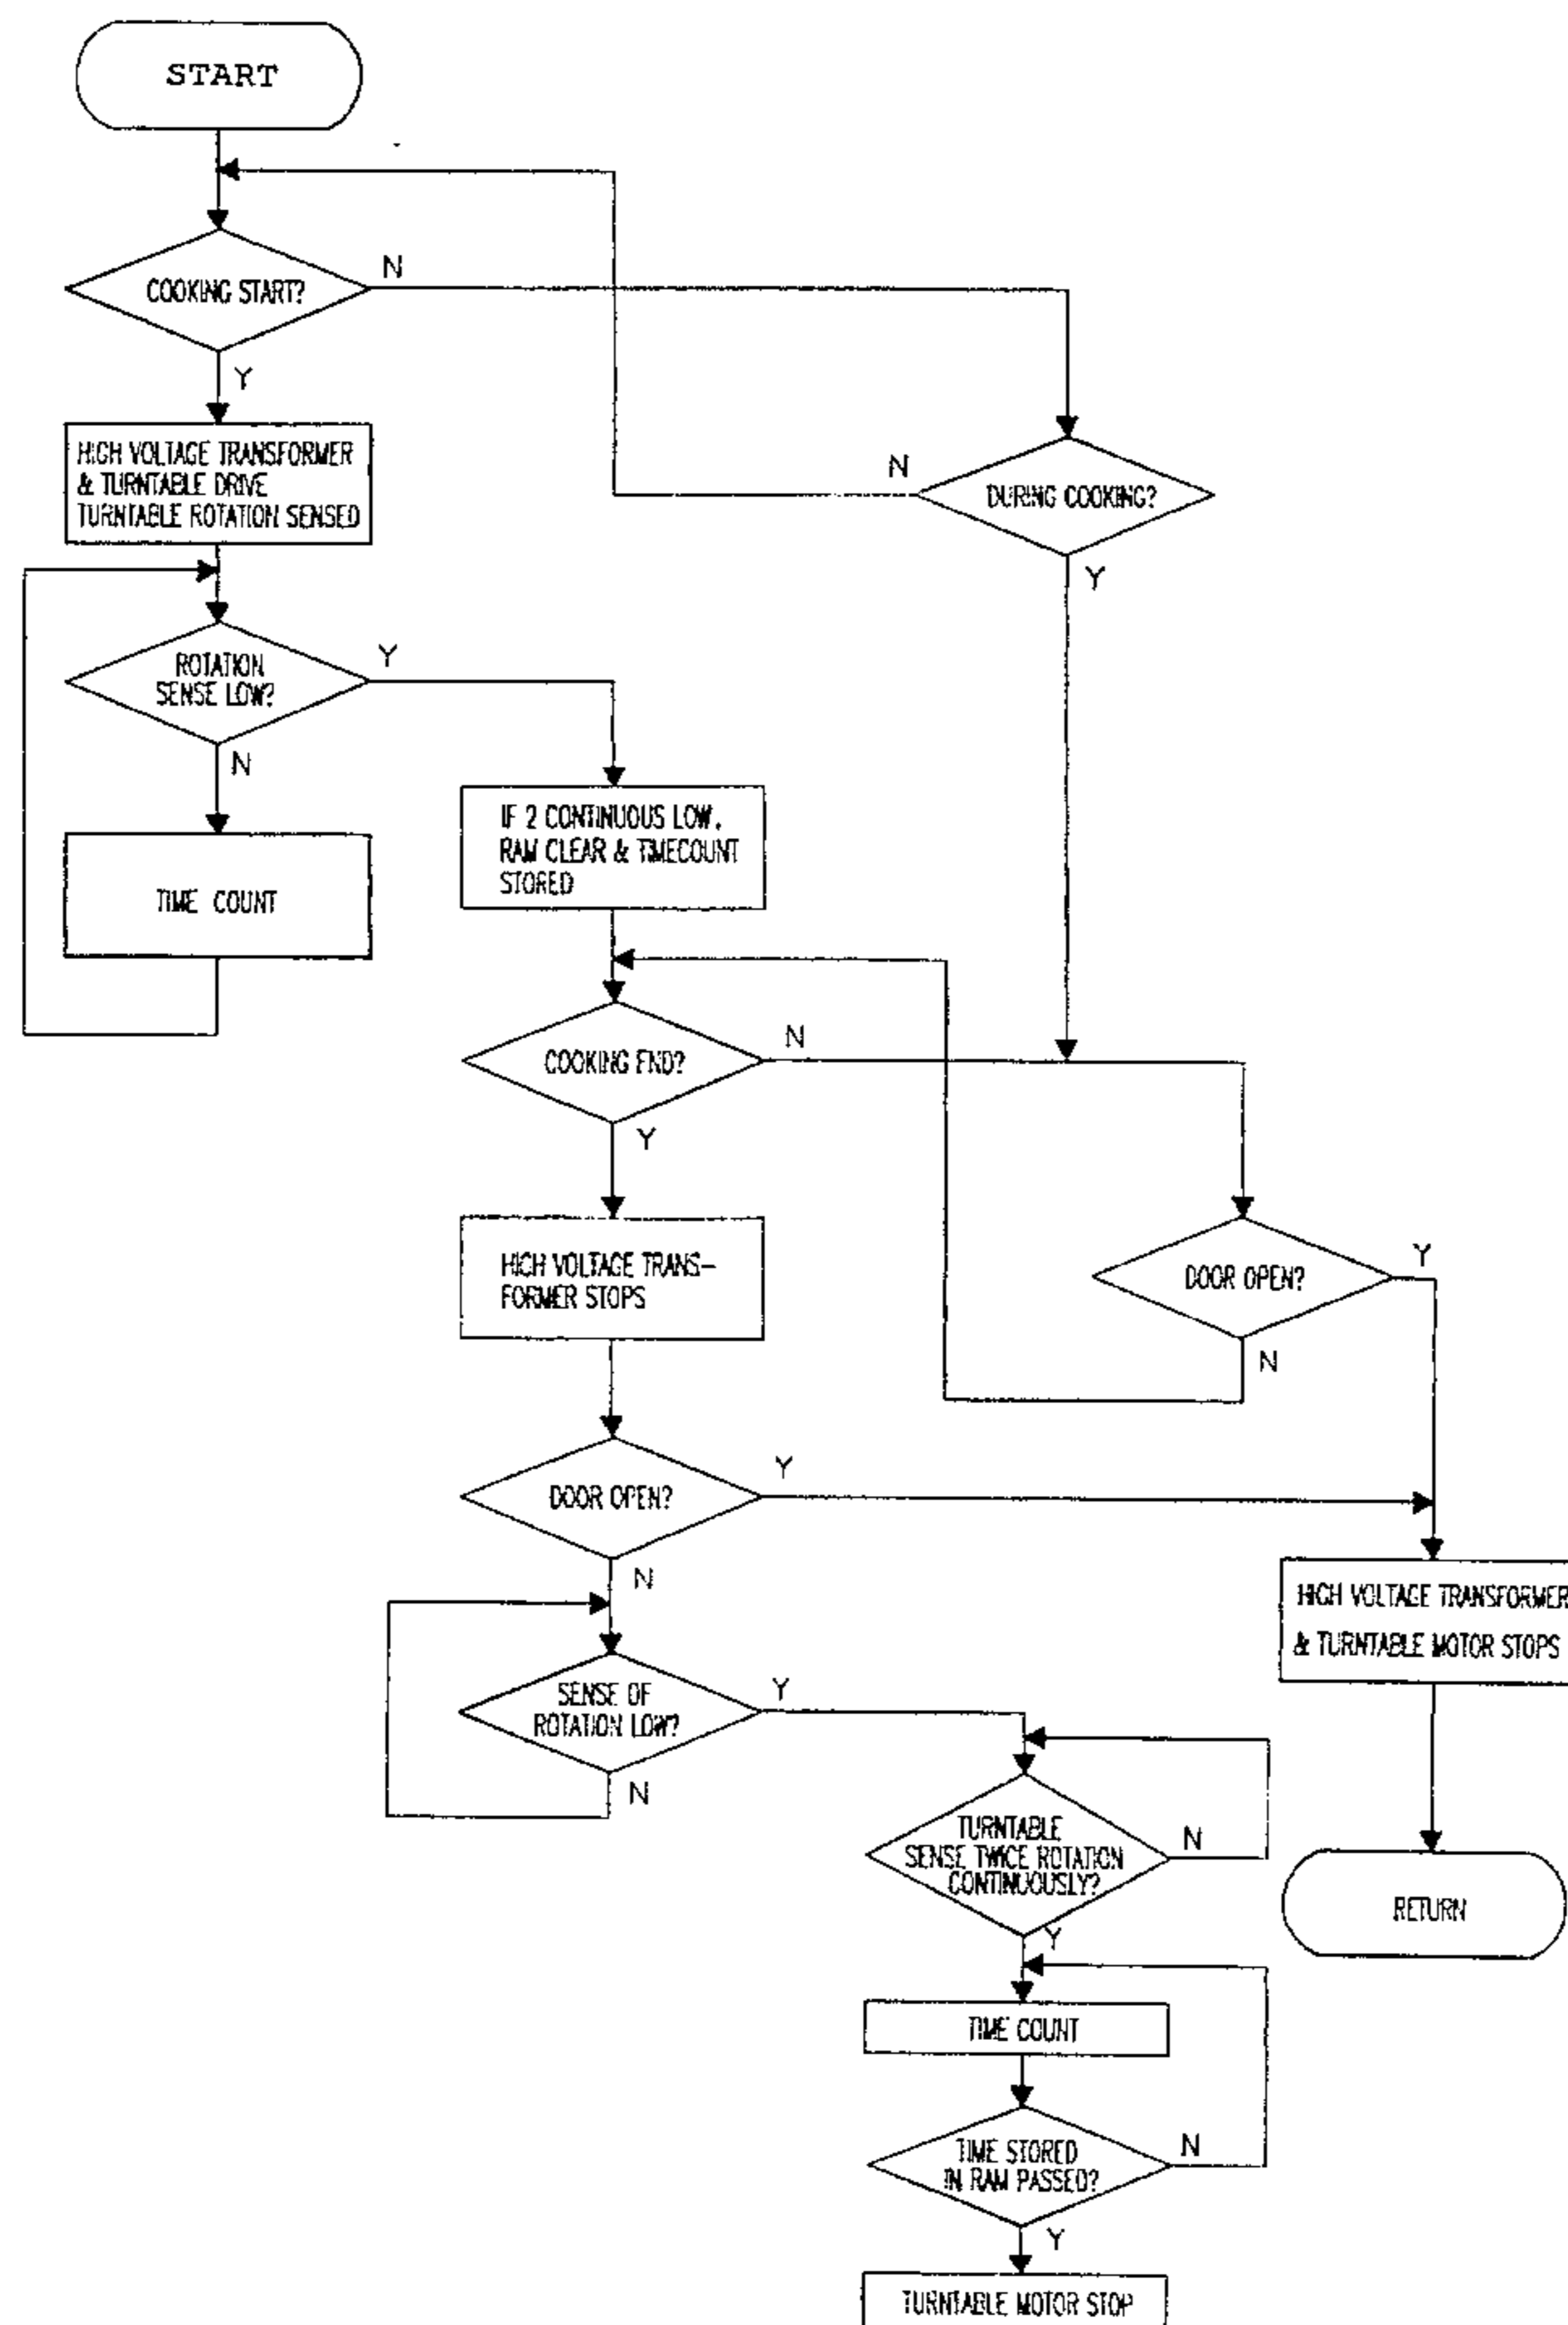 START
COOKING START?
N
Y
HIGH VOLTAGE TRANSFORMER
& TURNTABLE DRIVE
TURNTABLE ROTATION SENSED
N
DURING COOKING?
Y
ROTATION
SENSE LOW?
Y
N
TIME COUNT
IF 2 CONTINUOUS LOW,
RAM CLEAR & TIMECOUNT
STORED
COOKING END?
N
Y
HIGH VOLTAGE TRANS-
FORMER STOPS
DOOR OPEN?
Y
N
DOOR OPEN?
Y
N
HIGH VOLTAGE TRANSFORMER
& TURNTABLE MOTOR STOPS
SENSE OF
ROTATION LOW?
Y
N
TURNTABLE
SENSE TWICE ROTATION
CONTINUOUSLY?
N
Y
RETURN
TIME COUNT
TIME STORED
IN RAM PASSED?
N
Y
TURNTABLE MOTOR STOP